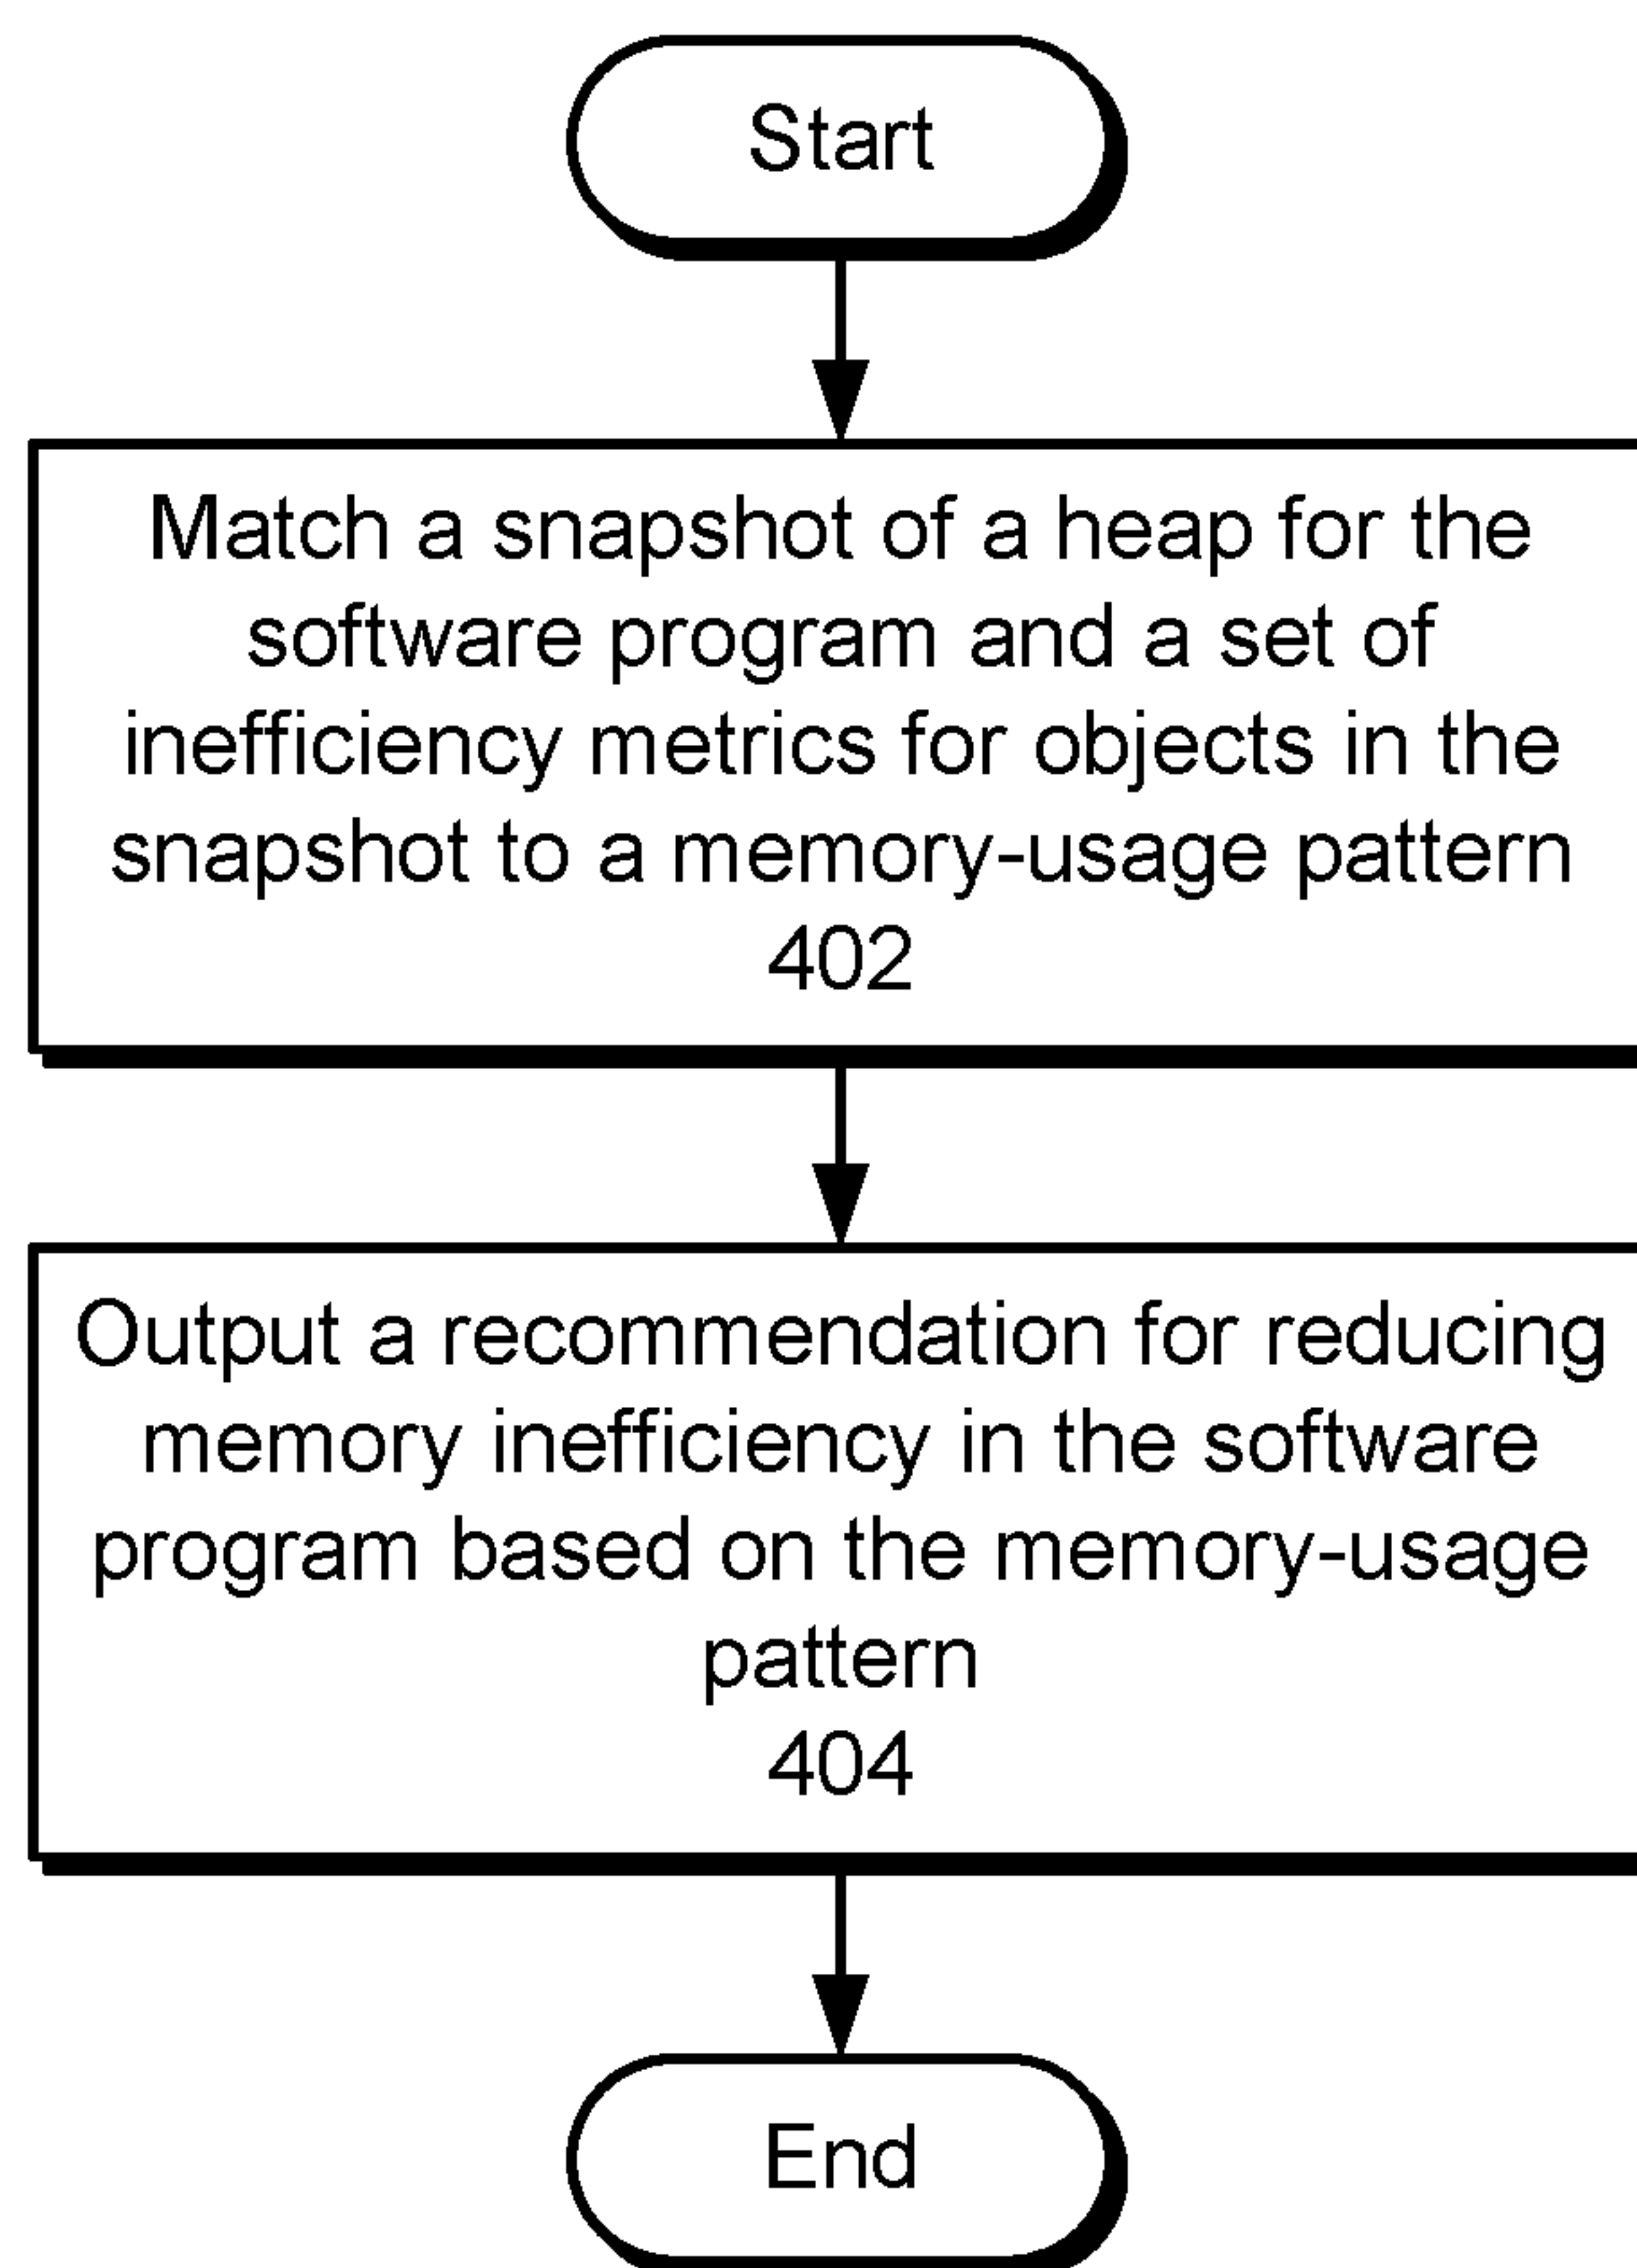 Start
Match a snapshot of a heap for the
software program and a set of
inefficiency metrics for objects in the
snapshot to a memory-usage pattern
402
Output a recommendation for reducing
memory inefficiency in the software
program based on the memory-usage
pattern
404
End